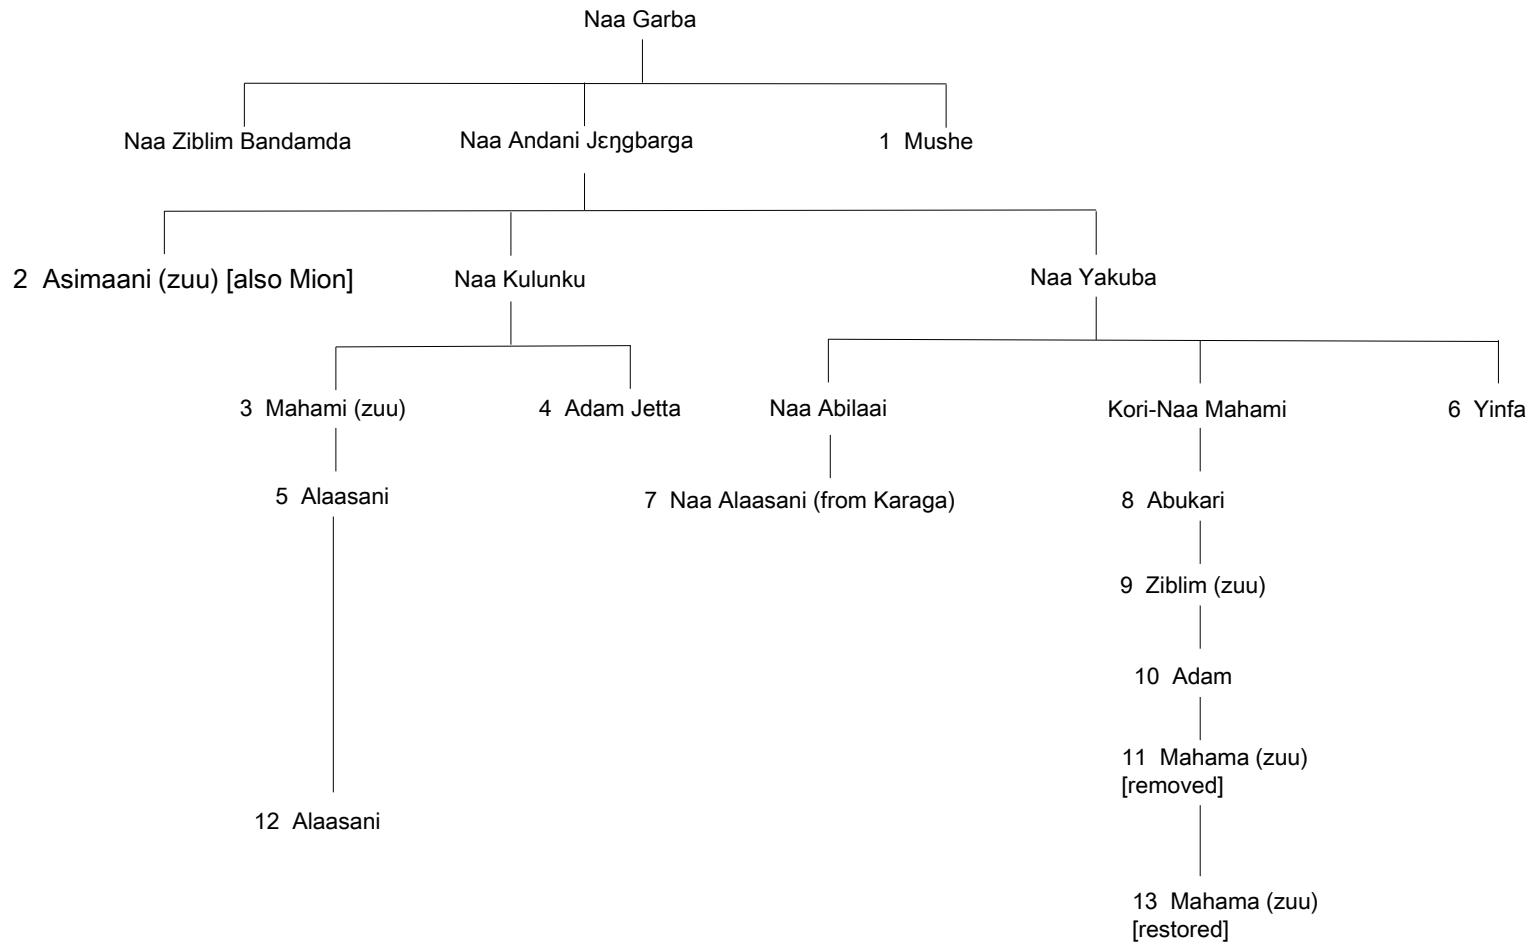 Naa Garba
Naa Ziblim Bandamda
Naa Andani Jɛŋgbarga
1 Mushe
2 Asimaani (zuu) [also Mion]
Naa Kulunku
Naa Yakuba
3 Mahami (zuu)
4 Adam Jetta
Naa Abilaai
Kori-Naa Mahami
6 Yinfa
5 Alaasani
7 Naa Alaasani (from Karaga)
8 Abukari
9 Ziblim (zuu)
10 Adam
11 Mahama (zuu)
[removed]
12 Alaasani
13 Mahama (zuu)
[restored]